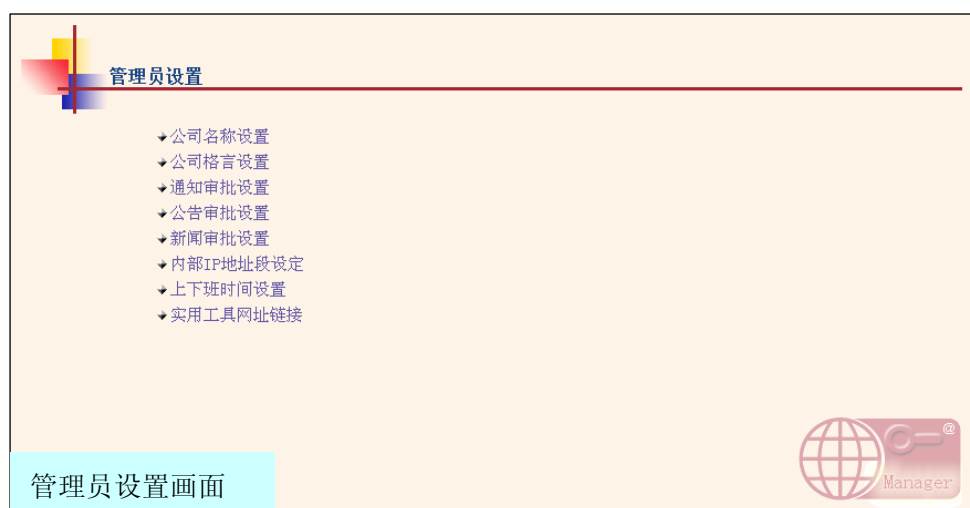 管理员设置
公司名称设置
公司格言设置
通知审批设置
公告审批设置
新闻审批设置
内部IP地址段设定
上下班时间设置
实用工具网址链接
@
Manager
管理员设置画面